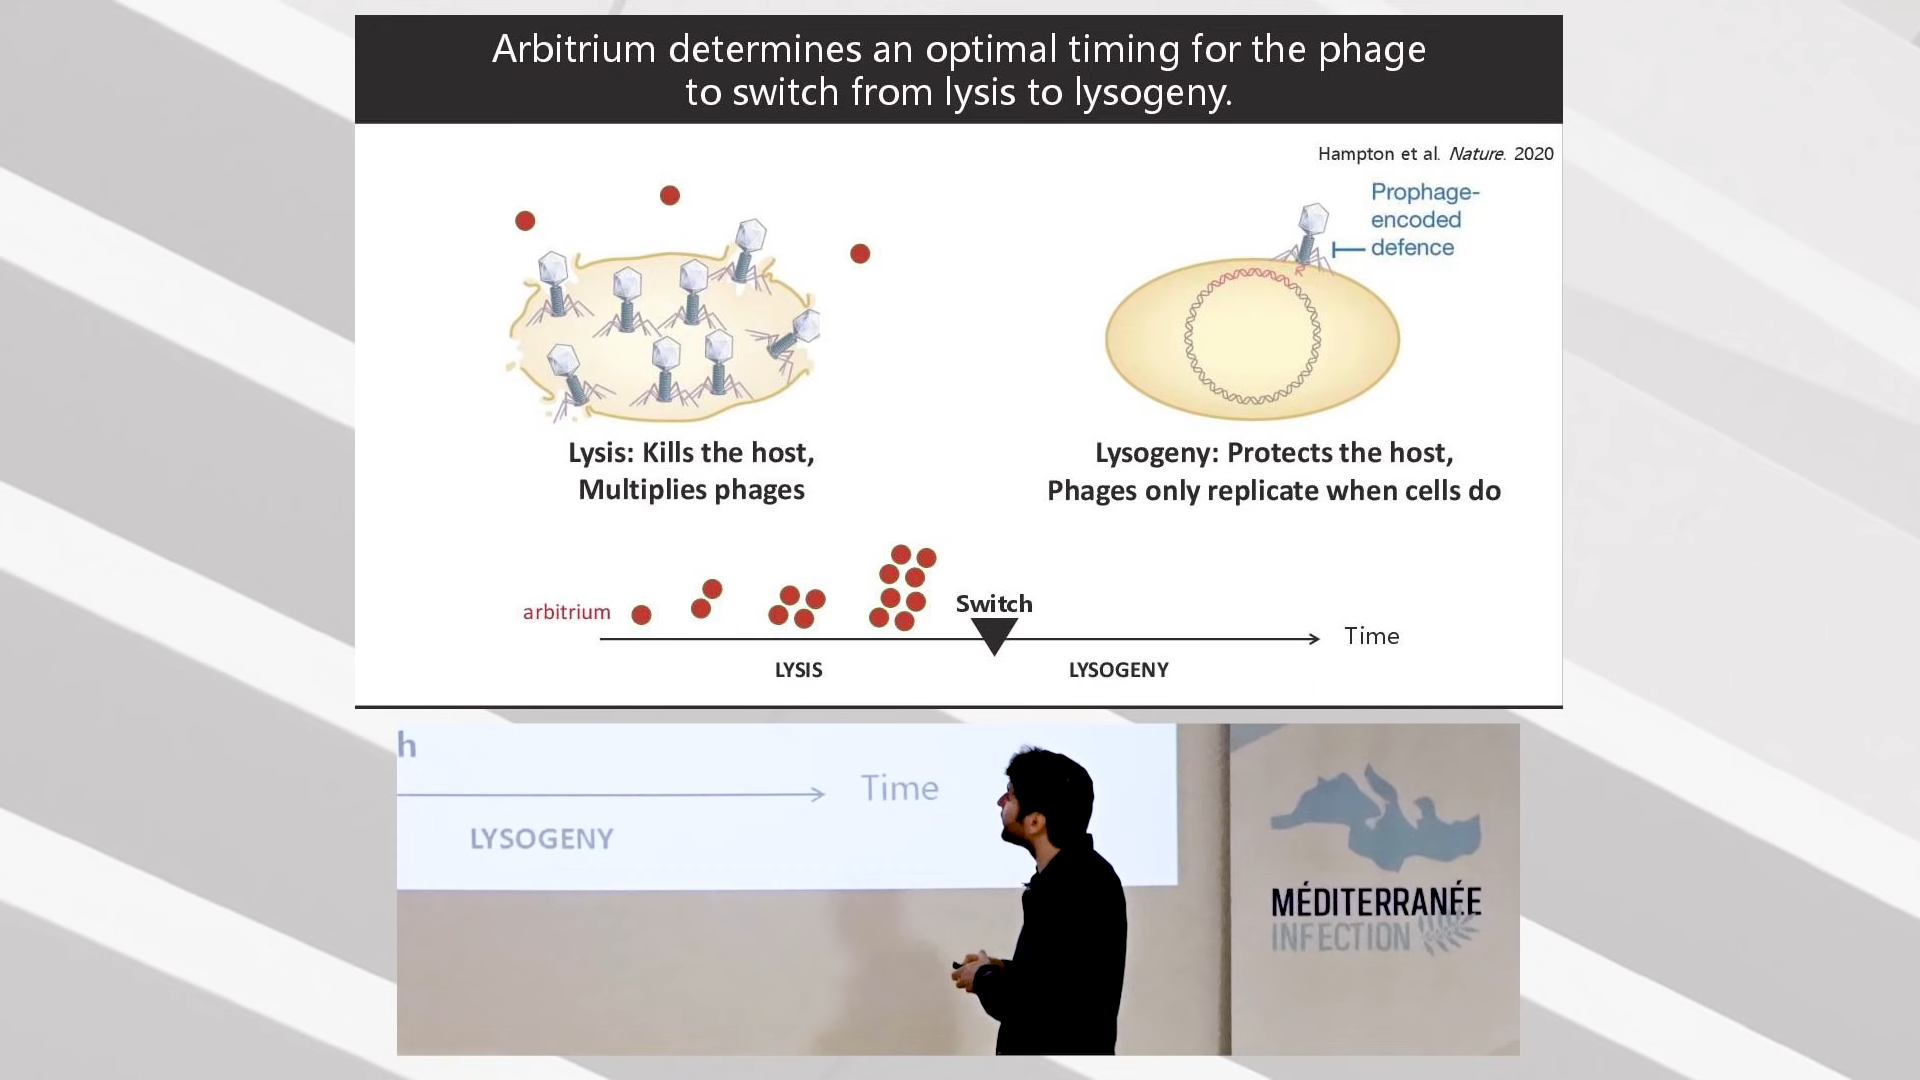 Arbitrium determines an optimal timing for the phage
to switch from lysis to lysogeny.
Hampton et al. Nature. 2020
Prophage-
encoded
defence
Lysis: Kills the host,
Multiplies phages
Lysogeny: Protects the host,
Phages only replicate when cells do
arbitrium
Switch
Time
LYSIS
LYSOGENY
h
Time
LYSOGENY
MÉDITERRANÉE
INFECTION